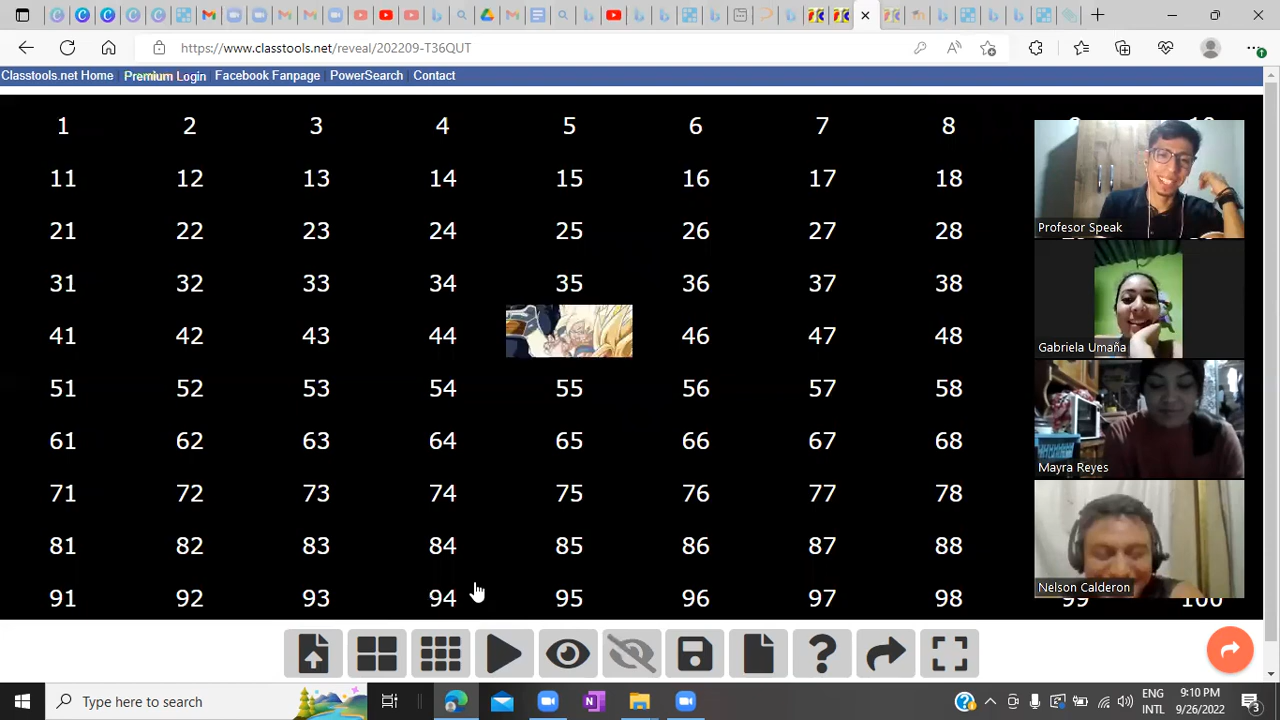 https://www.classtools.net/reveal/202209-T36QUT
Classtools.net Home Premium Login Facebook Fanpage PowerSearch Contact
1 2 3 4 5 6 7 8
11 12 13 14 15 16 17 18
Profesor Speak
21 22 23 24 25 26 27 28
31 32 33 34 35 36 37 38
41 42 43 44 46 47 48
Gabriela Umaña
51 52 53 54 55 56 57 58
61 62 63 64 65 66 67 68
Mayra Reyes
71 72 73 74 75 76 77 78
81 82 83 84 85 86 87 88
Nelson Calderon
91 92 93 94 95 96 97 98 99 100
Type here to search
ENG
INTL
9:10 PM
9/26/2022
3